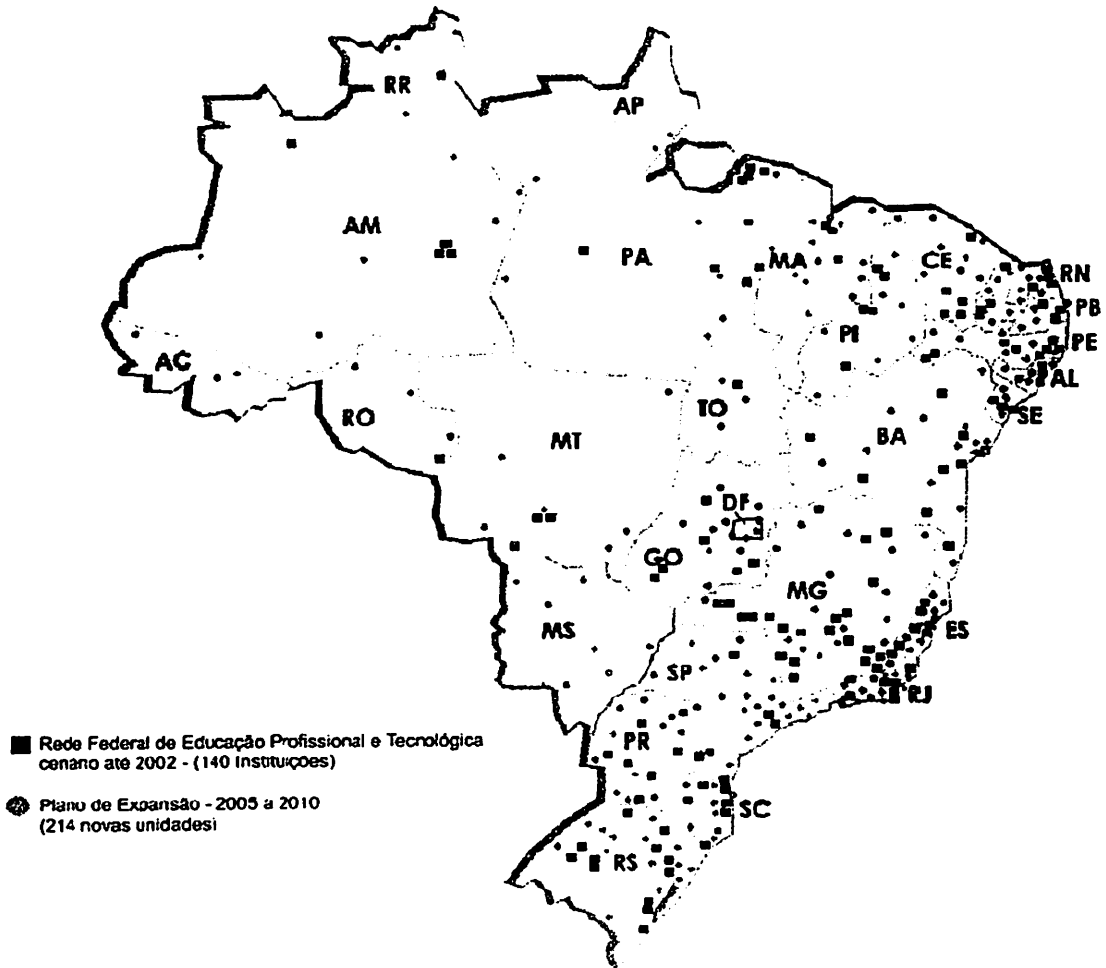 RR
AP
AM
PA
MA
CE
RN
PB
PI
PE
AC
AL
TO
SE
RO
BA
MT
DF
GO
MG
MS
ES
SP
RJ
PR
Rede Federal de Educação Profissional e Tecnológica
cenário até 2002 - (140 Instituições)
Plano de Expansão - 2005 a 2010
(214 novas unidades)
SC
RS